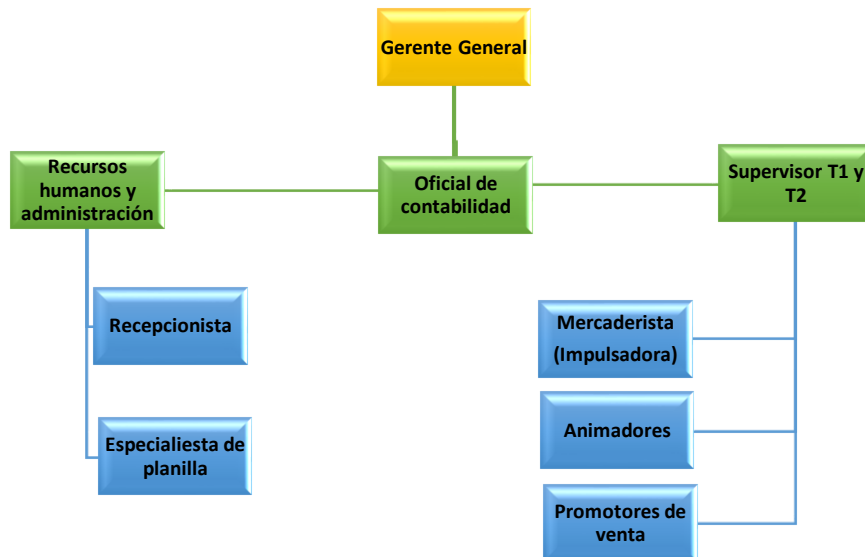 Gerente General
Recursos
humanos y
administración
Oficial de
contabilidad
Supervisor T1 y
T2
Recepcionista
Especialiesta de
planilla
Mercaderista
(Impulsadora)
Animadores
Promotores de
venta